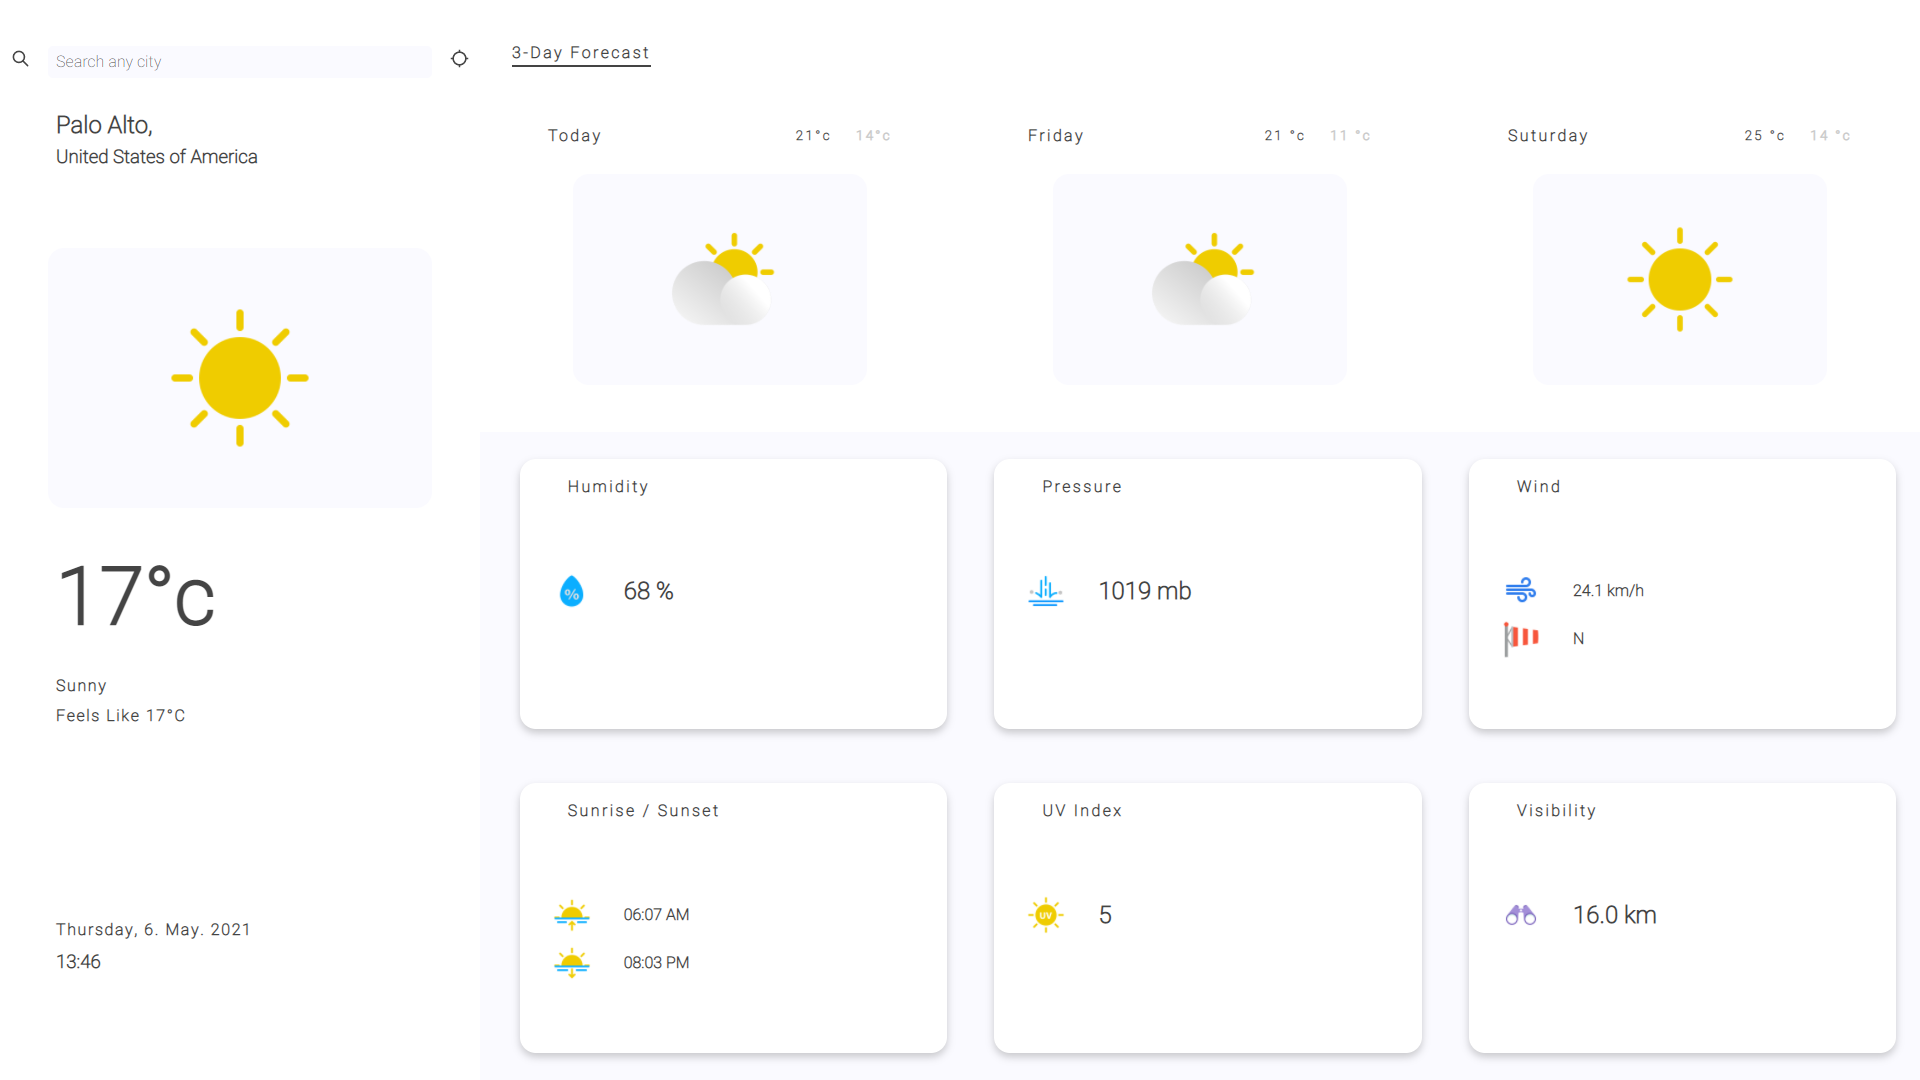 Search any city
Palo Alto,
United States of America
17°c
Sunny
Feels Like 17°C
Thursday, 6. May. 2021
13:46
3-Day Forecast
Today 21°c 14°c
Friday 21 °c 11 °c
Suturday 25 °c 14 °c
Humidity
%
68 %
Pressure
1019 mb
Wind
24.1 km/h
N
Sunrise / Sunset
06:07 AM
08:03 PM
UV Index
UV
5
Visibility
16.0 km